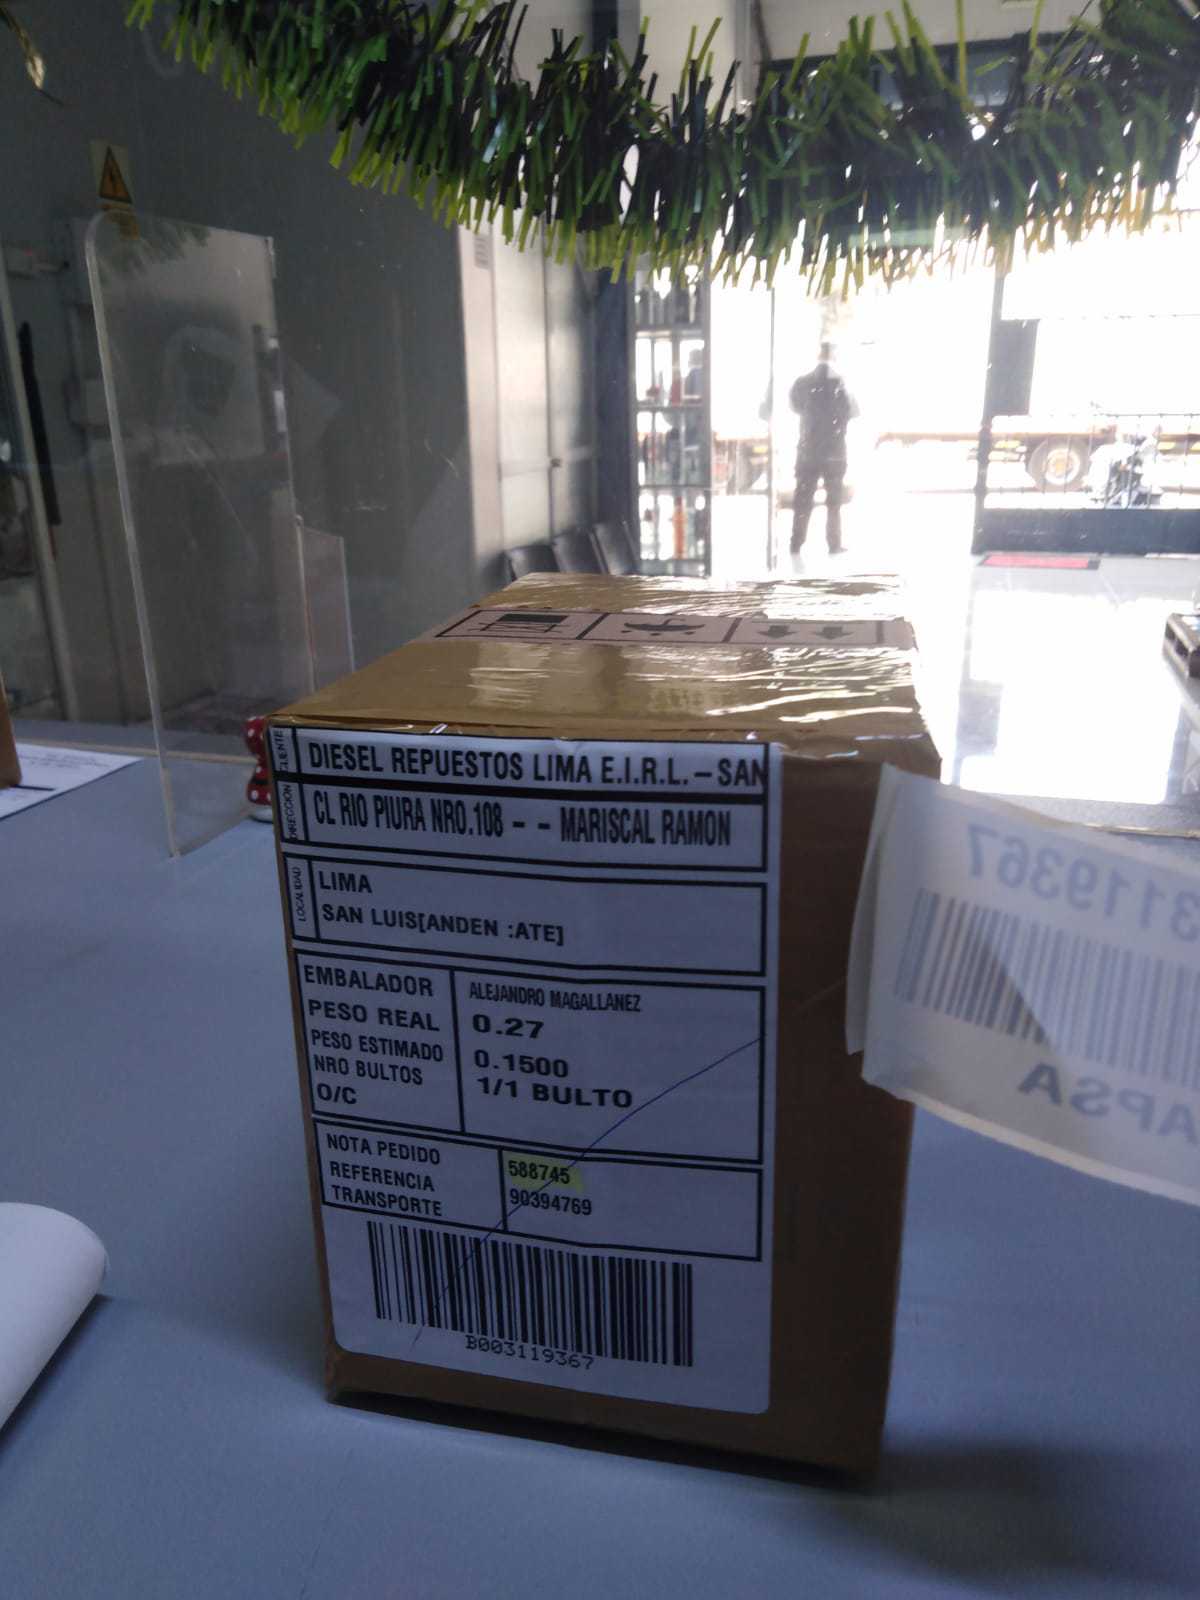 CLIENTE
DIESEL REPUESTOS LIMA E.I.R.L. – SAN
DIRECCION
CL RIO PIURA NRO.108 - - MARISCAL RAMON
LOCALIDAD
LIMA
SAN LUIS[ANDEN :ATE]
EMBALADOR ALEJANDRO MAGALLANEZ
PESO REAL 0.27
PESO ESTIMADO 0.1500
NRO BULTOS 1/1 BULTO
O/C
NOTA PEDIDO 588745
REFERENCIA 90394769
TRANSPORTE
B003119367
3119367
APSA